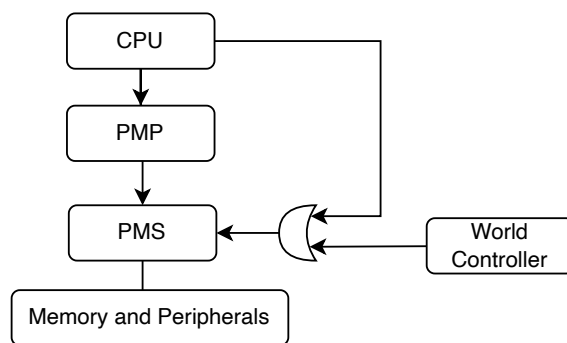 CPU
PMP
PMS
World
Controller
Memory and Peripherals